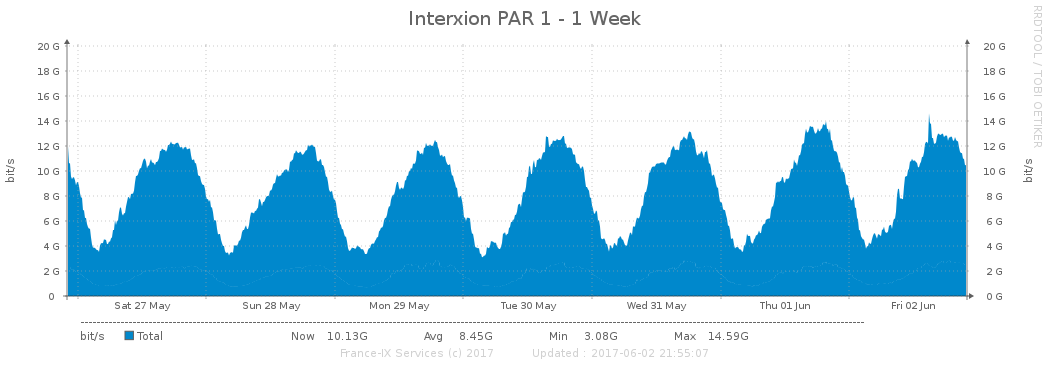 Interxion PAR 1 - 1 Week
RRDTOOL / TOBI OETIKER
bit/s
20 G 20 G
18 G 18 G
16 G 16 G
14 G 14 G
12 G 12 G
10 G 10 G
8 G 8 G
6 G 6 G
4 G 4 G
2 G 2 G
0 0 G
bit/s
Sat 27 May Sun 28 May Mon 29 May Tue 30 May Wed 31 May Thu 01 Jun Fri 02 Jun
bit/s Total Now 10.13G Avg 8.45G Min 3.08G Max 14.59G
France-IX Services (c) 2017 Updated : 2017-06-02 21:55:07